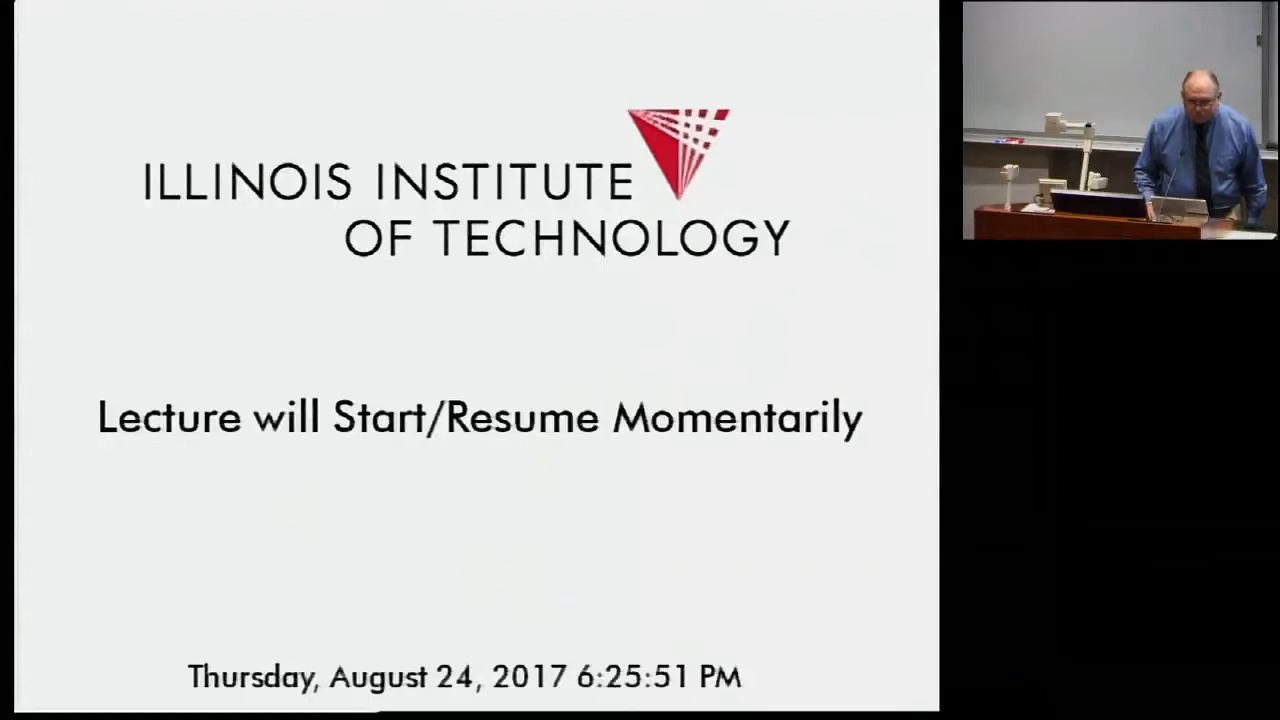 ILLINOIS INSTITUTE
OF TECHNOLOGY
Lecture will Start/Resume Momentarily
Thursday, August 24, 2017 6:25:51 PM